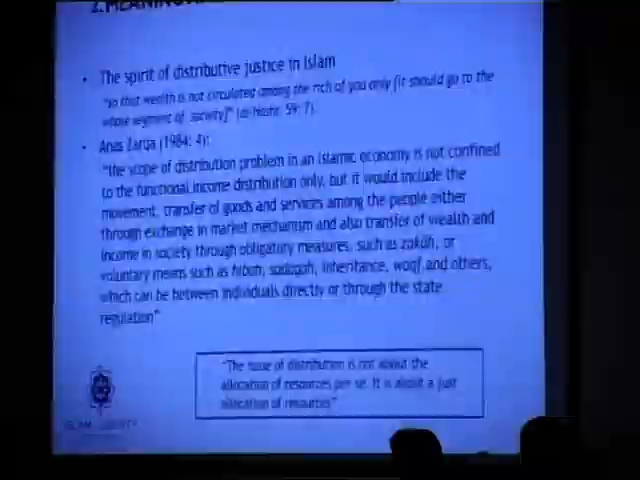 2. MEANING
• The spirit of distributive justice in Islam
"so that wealth is not circulated among the rich of you only [it should go to the
whole segment of society]" (al-Hashr: 59: 7).
• Anas Zarqa (1984: 4):
"the scope of distribution problem in an Islamic economy is not confined
to the functional income distribution only, but it would include the
movement, transfer of goods and services among the people either
through exchange in market mechanism and also transfer of wealth and
income in society through obligatory measures, such as zakāh, or
voluntary means such as hibah, sadaqah, inheritance, waqf and others,
which can be between individuals directly or through the state
regulation"
"The issue of distribution is not about the
allocation of resources per se. It is about a just
allocation of resources"